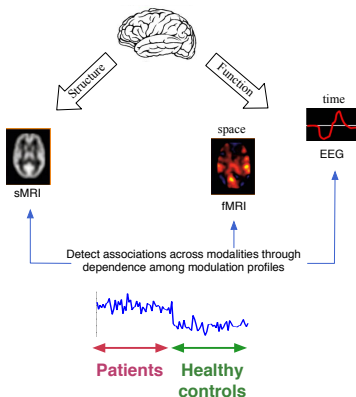 Structure
Function
time
EEG
space
sMRI
fMRI
Detect associations across modalities through
dependence among modulation profiles
Patients
Healthy
controls